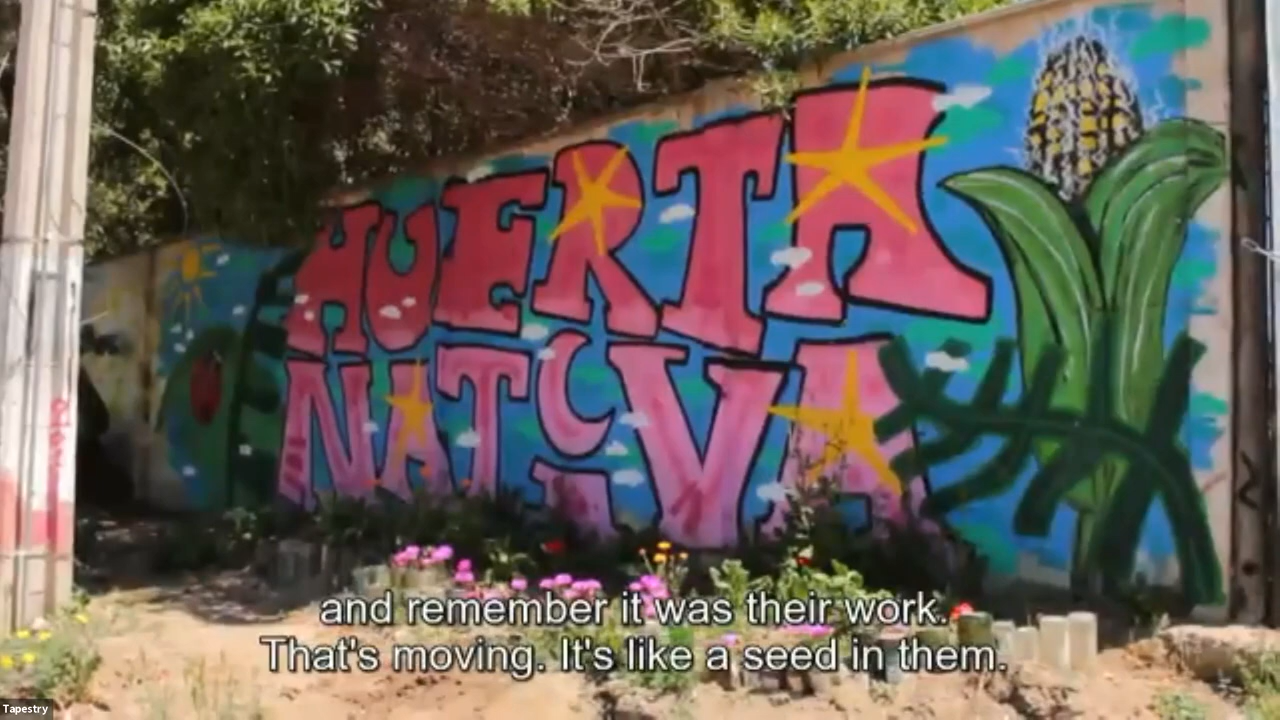 HUERTA
NATIVA
and remember it was their work.
That's moving. It's like a seed in them.
Tapestry